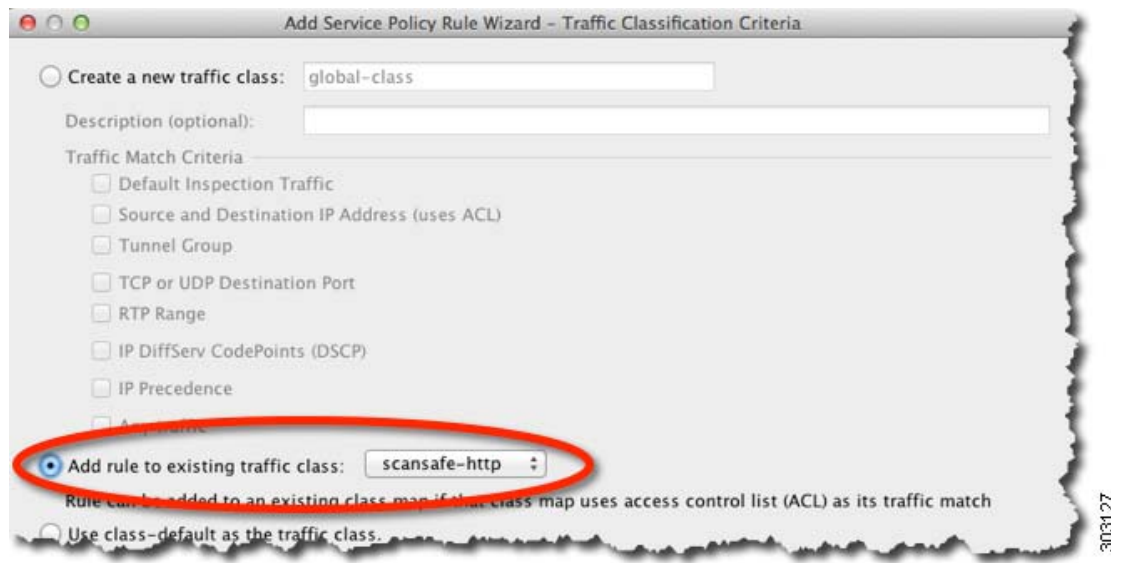 Add Service Policy Rule Wizard – Traffic Classification Criteria
Create a new traffic class: global-class
Description (optional):
Traffic Match Criteria
Default Inspection Traffic
Source and Destination IP Address (uses ACL)
Tunnel Group
TCP or UDP Destination Port
RTP Range
IP DiffServ CodePoints (DSCP)
IP Precedence
Add rule to existing traffic class: scansafe-http
Rule can be added to an existing class map if that class map uses access control list (ACL) as its traffic match
Use class-default as the traffic class.
303127